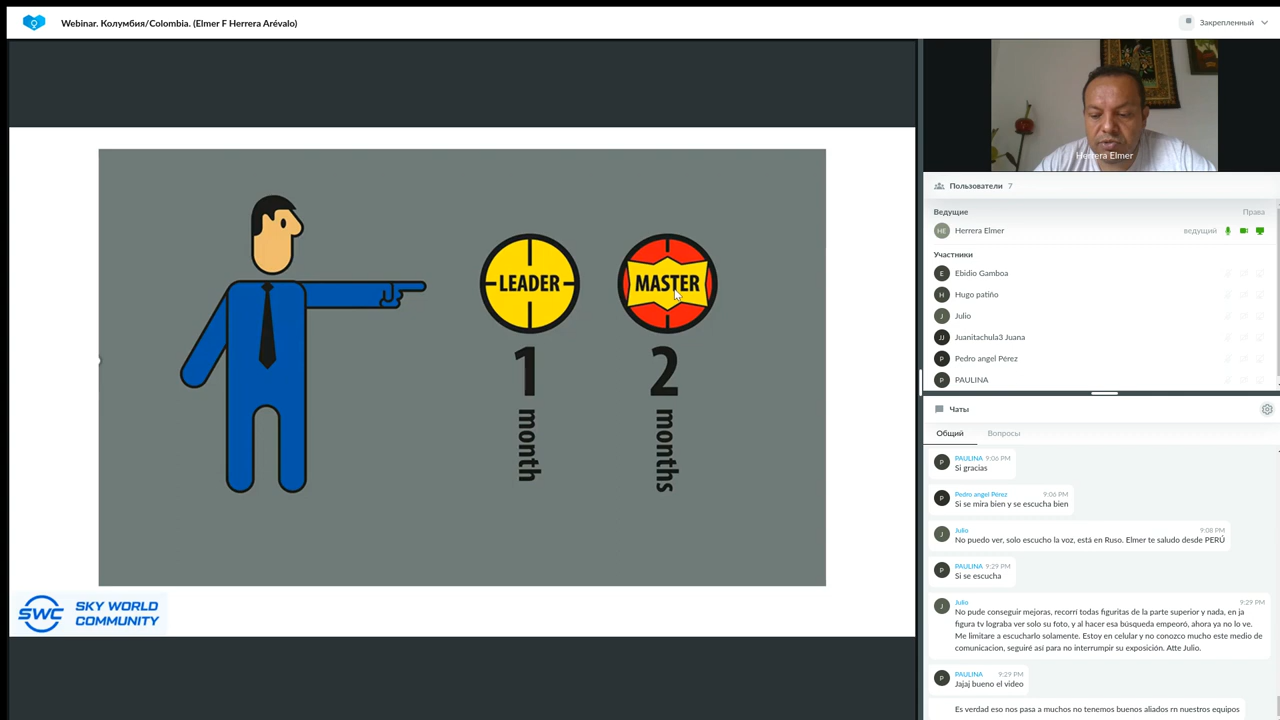 Webinar. Колумбия/Colombia. (Elmer F Herrera Arévalo)
Закрепленный
LEADER
MASTER
1
month
2
months
SWC
SKY WORLD
COMMUNITY
Herrera Elmer
Пользователи 7
Ведущие
Права
HE
Herrera Elmer
ведущий
Участники
E
Ebidio Gamboa
H
Hugo patiño
J
Julio
JJ
Juanitachula3 Juana
P
Pedro angel Pérez
P
PAULINA
Чаты
Общий
Вопросы
P
PAULINA 9:06 PM
Si gracias
P
Pedro angel Pérez 9:06 PM
Si se mira bien y se escucha bien
J
Julio 9:08 PM
No puedo ver, solo escucho la voz, está en Ruso. Elmer te saludo desde PERÚ
P
PAULINA 9:29 PM
Si se escucha
J
Julio 9:29 PM
No pude conseguir mejoras, recorrí todas figuritas de la parte superior y nada, en ja
figura tv lograba ver solo su foto, y al hacer esa búsqueda empeoró, ahora ya no lo ve.
Me limitare a escucharlo solamente. Estoy en celular y no conozco mucho este medio de
comunicacion, seguiré así para no interrumpir su exposición. Atte Julio.
P
PAULINA 9:29 PM
Jajaj bueno el video
Es verdad eso nos pasa a muchos no tenemos buenos aliados rn nuestros equipos